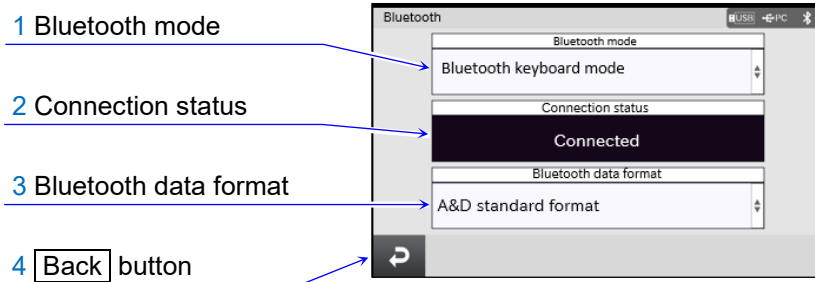 1 Bluetooth mode
2 Connection status
3 Bluetooth data format
4 Back button
Bluetooth
USB PC
Bluetooth mode
Bluetooth keyboard mode
Connection status
Connected
Bluetooth data format
A&D standard format